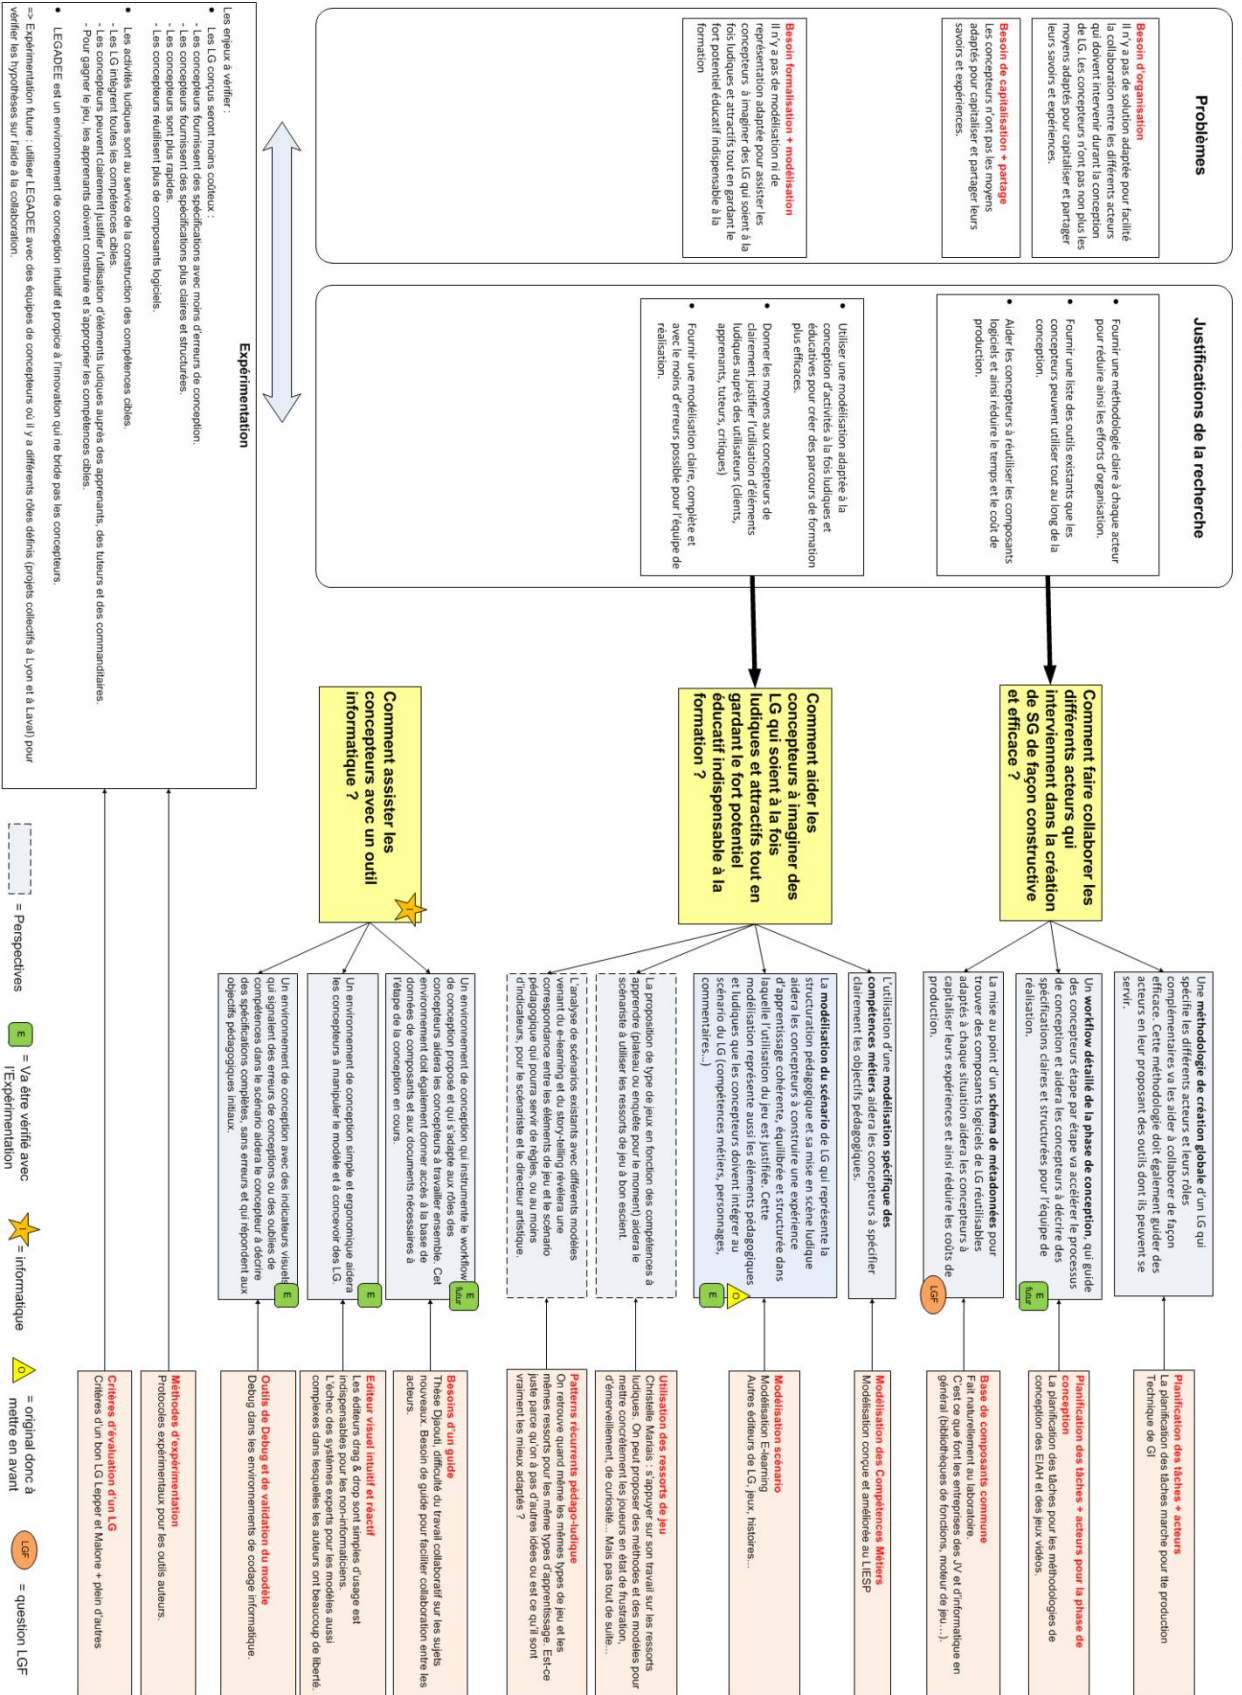 Problèmes
Besoin d'organisation
Il n'y a pas de solution adaptée pour facilité
la collaboration entre les différents acteurs
qui doivent intervenir durant la conception
de LG. Les concepteurs n'ont pas non plus les
moyens adaptés pour capitaliser et partager
leurs savoirs et expériences.
Besoin de capitalisation + partage
Les concepteurs n'ont pas les moyens
adaptés pour capitaliser et partager leurs
savoirs et expériences.
Besoin formalisation + modélisation
Il n'y a pas de modélisation ni de
représentation adaptée pour assister les
concepteurs à imaginer des LG qui soient à la
fois ludiques et attractifs tout en gardant le
fort potentiel éducatif indispensable à la
formation
Justifications de la recherche
• Fournir une méthodologie claire à chaque acteur
pour réduire ainsi les efforts d'organisation.
• Fournir une liste des outils existants que les
concepteurs peuvent utiliser tout au long de la
conception.
• Aider les concepteurs à réutiliser les composants
logiciels et ainsi réduire le temps et le coût de
production.
• Utiliser une modélisation adaptée à la
conception d'activités à la fois ludiques et
éducatives pour créer des parcours de formation
plus efficaces.
• Donner les moyens aux concepteurs de
clairement justifier l'utilisation d'éléments
ludiques auprès des utilisateurs (clients,
apprenants, tuteurs, critiques)
• Fournir une modélisation claire, complète et
avec le moins d'erreurs possible pour l'équipe de
réalisation.
Comment faire collaborer les
différents acteurs qui
interviennent dans la création
de SG de façon constructive
et efficace ?
Comment aider les
concepteurs à imaginer des
LG qui soient à la fois
ludiques et attractifs tout en
gardant le fort potentiel
éducatif indispensable à la
formation ?
Comment assister les
concepteurs avec un outil
informatique ?
I
Une méthodologie de création globale d'un LG qui
spécifie les différents acteurs et leurs rôles
complémentaires va les aider à collaborer de façon
efficace. Cette méthodologie doit également guider des
acteurs en leur proposant des outils dont ils peuvent se
servir.
Un workflow détaillé de la phase de conception, qui guide
des concepteurs étape par étape va accélérer le processus
de conception et aidera les concepteurs à décrire des
spécifications claires et structurées pour l'équipe de
réalisation.
E
futur
La mise au point d'un schéma de métadonnées pour
trouver des composants logiciels de LG réutilisables
adaptés à chaque situation aidera les concepteurs à
capitaliser leurs expériences et ainsi réduire les coûts de
production.
LGF
L'utilisation d'une modélisation spécifique des
compétences métiers aidera les concepteurs à spécifier
clairement les objectifs pédagogiques.
La modélisation du scénario de LG qui représente la
structuration pédagogique et sa mise en scène ludique
aidera les concepteurs à construire une expérience
d'apprentissage cohérente, équilibrée et structurée dans
laquelle l'utilisation du jeu est justifiée. Cette
modélisation représente aussi les éléments pédagogiques
et ludiques que les concepteurs doivent intégrer au
scénario du LG (compétences métiers, personnages,
commentaires...)
O
E
La proposition de type de jeux en fonction des compétences à
apprendre (plateau ou enquête pour le moment) aidera le
scénariste à utiliser les ressorts de jeu à bon escient.
L'analyse de scénarios existants avec différents modèles
venant du e-learning et du story-telling révèlera une
correspondance entre les éléments de jeu et le scénario
pédagogique qui pourra servir de règles, ou au moins
d'indicateurs, pour le scénariste et le directeur artistique.
Un environnement de conception qui instrumente le workflow
de conception proposé et qui s'adapte aux rôles des
concepteurs aidera les concepteurs à travailler ensemble. Cet
environnement doit également donner accès à la base de
données de composants et aux documents nécessaires à
l'étape de la conception en cours.
E
futur
Un environnement de conception simple et ergonomique aidera
les concepteurs à manipuler le modèle et à concevoir des LG.
E
Un environnement de conception avec des indicateurs visuels
qui signalent des erreurs de conceptions ou des oublies de
compétences dans le scénario aidera le concepteur à décrire
des spécifications complètes, sans erreurs et qui répondent aux
objectifs pédagogiques initiaux.
E
Planification des tâches + acteurs
La planification des tâches marche pour tte production
Technique de GI
Planification des tâches + acteurs pour la phase de
conception
La planification des tâches pour les méthodologies de
conception des EIAH et des jeux vidéos.
Base de composants commune
Fait naturellement au laboratoire.
C'est ce que font les entreprises des JV et d'informatique en
général (bibliothèques de fonctions, moteur de jeu...).
Modélisation des Compétences Métiers
Modélisation conçue et améliorée au LIESP
Modélisation scénario
Modélisation E-learning
Autres éditeurs de LG, jeux, histoires...
Utilisation des ressorts de jeu
Christelle Mariais : s'appuyer sur son travail sur les ressorts
ludiques. On peut proposer des méthodes et des modèles pour
mettre concrètement les joueurs en état de frustration,
d'émerveillement, de curiosité... Mais pas tout de suite...
Patterns récurrents pédago-ludique
On retrouve quand même les mêmes types de jeu et les
mêmes ressorts pour les même types d'apprentissage. Est-ce
juste parce qu'on à pas d'autres idées ou est ce qu'il sont
vraiment les mieux adaptés ?
Besoins d'un guide
Thèse Djaouti, difficulté du travail collaboratif sur les sujets
nouveaux. Besoin de guide pour faciliter collaboration entre les
acteurs.
Editeur visuel intuitif et réactif
Les éditeurs drag & drop sont simples d'usage est
indispensables pour les non-informaticiens.
L'échec des systèmes experts pour les modèles aussi
complexes dans lesquelles les auteurs ont beaucoup de liberté.
Outils de Debug et de validation du modèle
Debug dans les environnements de codage informatique.
Méthodes d'expérimentation
Protocoles expérimentaux pour les outils auteurs.
Critères d'évaluation d'un LG
Critères d'un bon LG Lepper et Malone + plein d'autres
Expérimentation
Les enjeux à vérifier :
• Les LG conçus seront moins coûteux :
- Les concepteurs fournissent des spécifications avec moins d'erreurs de conception.
- Les concepteurs fournissent des spécifications plus claires et structurées.
- Les concepteurs sont plus rapides.
- Les concepteurs réutilisent plus de composants logiciels.
• Les activités ludiques sont au service de la construction des compétences cibles.
- Les LG intègrent toutes les compétences cibles.
- Les concepteurs peuvent clairement justifier l'utilisation d'éléments ludiques auprès des apprenants, des tuteurs et des commanditaires.
- Pour gagner le jeu, les apprenants doivent construire et s'approprier les compétences cibles.
• LEGADEE est un environnement de conception intuitif et propice à l'innovation qui ne bride pas les concepteurs.
=> Expérimentation future : utiliser LEGADEE avec des équipes de concepteurs où il y a différents rôles définis (projets collectifs à Lyon et à Laval) pour
vérifier les hypothèses sur l'aide à la collaboration.
= Perspectives
E = Va être vérifié avec
l'Expérimentation
I = informatique
O = original donc à
mettre en avant
LGF = question LGF